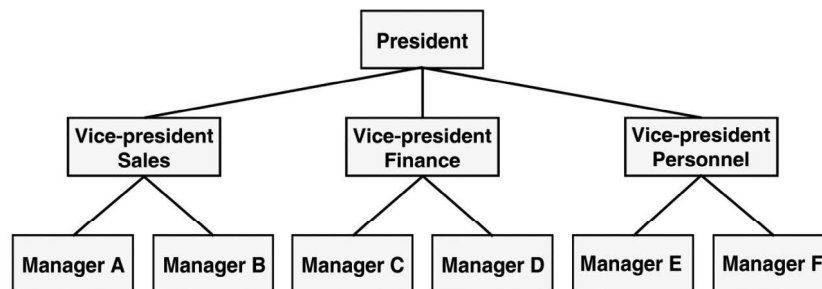 President
Vice-president
Sales
Vice-president
Finance
Vice-president
Personnel
Manager A
Manager B
Manager C
Manager D
Manager E
Manager F